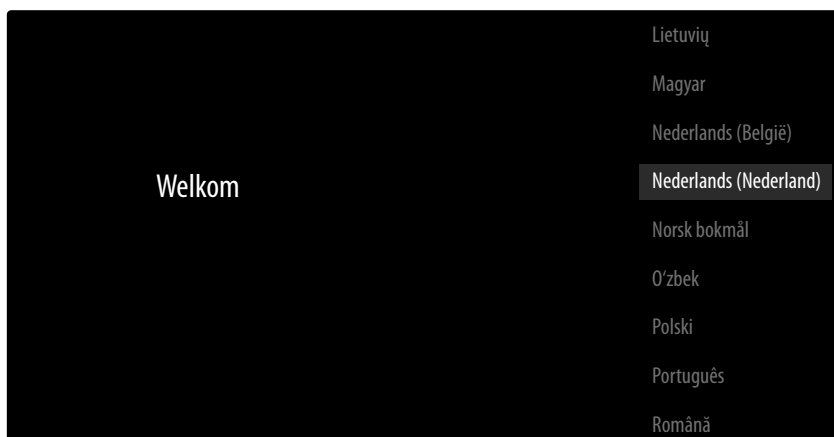 Welkom
Lietuvių
Magyar
Nederlands (België)
Nederlands (Nederland)
Norsk bokmål
O‘zbek
Polski
Português
Română